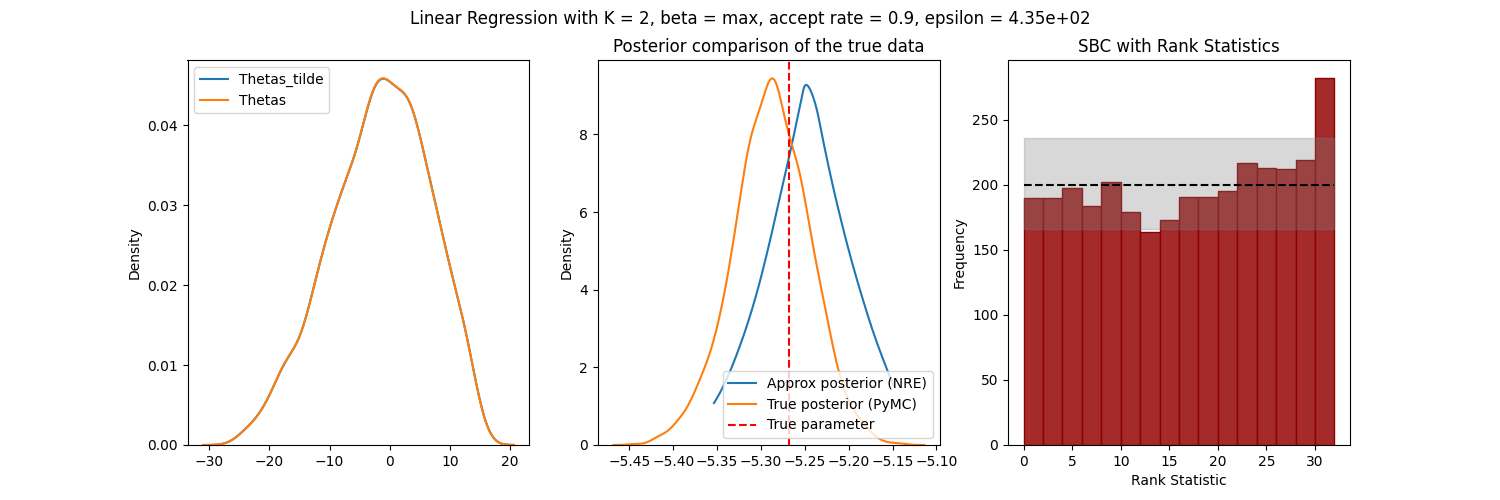 Linear Regression with K = 2, beta = max, accept rate = 0.9, epsilon = 4.35e+02
Density
0.04
0.03
0.02
0.01
0.00
Thetas_tilde
Thetas
−30 −20 −10 0 10 20
Posterior comparison of the true data
Density
8
6
4
2
0
Approx posterior (NRE)
True posterior (PyMC)
True parameter
−5.45 −5.40 −5.35 −5.30 −5.25 −5.20 −5.15 −5.10
SBC with Rank Statistics
Frequency
250
200
150
100
50
0
0 5 10 15 20 25 30
Rank Statistic